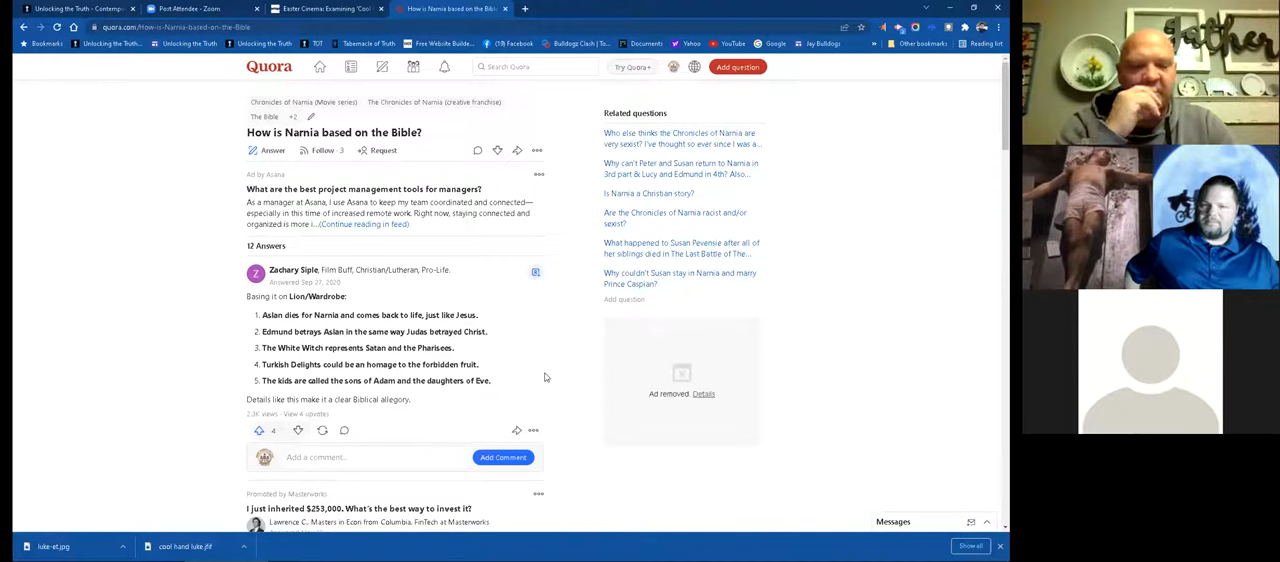 Unlocking the Truth - Contemp
Post Attendee - Zoom
Easter Cinema: Examining 'Cool
How is Narnia based on the Bible
quora.com/How-is-Narnia-based-on-the-Bible
Bookmarks
Unlocking the Truth...
Unlocking the Truth...
Unlocking the Truth...
TOT
Tabernacle of Truth
Free Website Builde...
(19) Facebook
Bulldogz Clash | To...
Documents
Yahoo
YouTube
Google
Jay Bulldogs
»
Other bookmarks
Reading list
Quora
Search Quora
Try Quora+
Add question
Chronicles of Narnia (Movie series) The Chronicles of Narnia (creative franchise)
The Bible +2
How is Narnia based on the Bible?
Answer Follow · 3 Request
Ad by Asana
What are the best project management tools for managers?
As a manager at Asana, I use Asana to keep my team coordinated and connected—
especially in this time of increased remote work. Right now, staying connected and
organized is more i...(Continue reading in feed)
12 Answers
Z
Zachary Siple, Film Buff, Christian/Lutheran, Pro-Life.
Answered Sep 27, 2020
Basing it on Lion/Wardrobe:
1. Aslan dies for Narnia and comes back to life, just like Jesus.
2. Edmund betrays Aslan in the same way Judas betrayed Christ.
3. The White Witch represents Satan and the Pharisees.
4. Turkish Delights could be an homage to the forbidden fruit.
5. The kids are called the sons of Adam and the daughters of Eve.
Details like this make it a clear Biblical allegory.
2.3K views · View 4 upvotes
4
Add a comment...
Add Comment
Promoted by Masterworks
I just inherited $253,000. What's the best way to invest it?
Lawrence C., Masters in Econ from Columbia, FinTech at Masterworks
Related questions
Who else thinks the Chronicles of Narnia are
very sexist? I've thought so ever since I was a...
Why can't Peter and Susan return to Narnia in
3rd part & Lucy and Edmund in 4th? Also...
Is Narnia a Christian story?
Are the Chronicles of Narnia racist and/or
sexist?
What happened to Susan Pevensie after all of
her siblings died in The Last Battle of The...
Why couldn't Susan stay in Narnia and marry
Prince Caspian?
Add question
Ad removed. Details
Messages
luke-et.jpg
cool hand luke.jfif
Show all
father